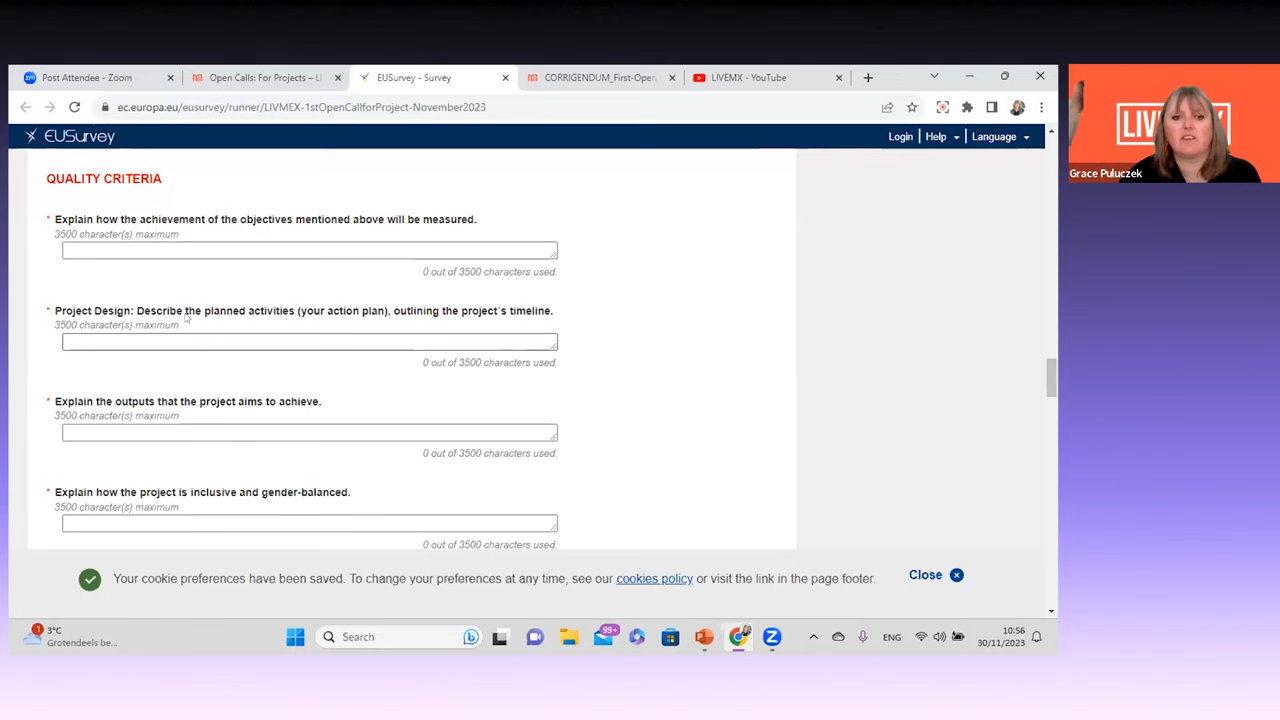 Post Attendee - Zoom
Open Calls: For Projects – LI
EUSurvey - Survey
CORRIGENDUM_First-Open
LIVEMX - YouTube
ec.europa.eu/eusurvey/runner/LIVMEX-1stOpenCallforProject-November2023
EUSurvey
Login
Help
Language
QUALITY CRITERIA
* Explain how the achievement of the objectives mentioned above will be measured.
3500 character(s) maximum
0 out of 3500 characters used.
* Project Design: Describe the planned activities (your action plan), outlining the project´s timeline.
3500 character(s) maximum
0 out of 3500 characters used.
* Explain the outputs that the project aims to achieve.
3500 character(s) maximum
0 out of 3500 characters used.
* Explain how the project is inclusive and gender-balanced.
3500 character(s) maximum
0 out of 3500 characters used.
Your cookie preferences have been saved. To change your preferences at any time, see our cookies policy or visit the link in the page footer.
Close
1
3°C
Grotendeels be...
Search
99+
ENG
10:56
30/11/2023
Grace Puluczek